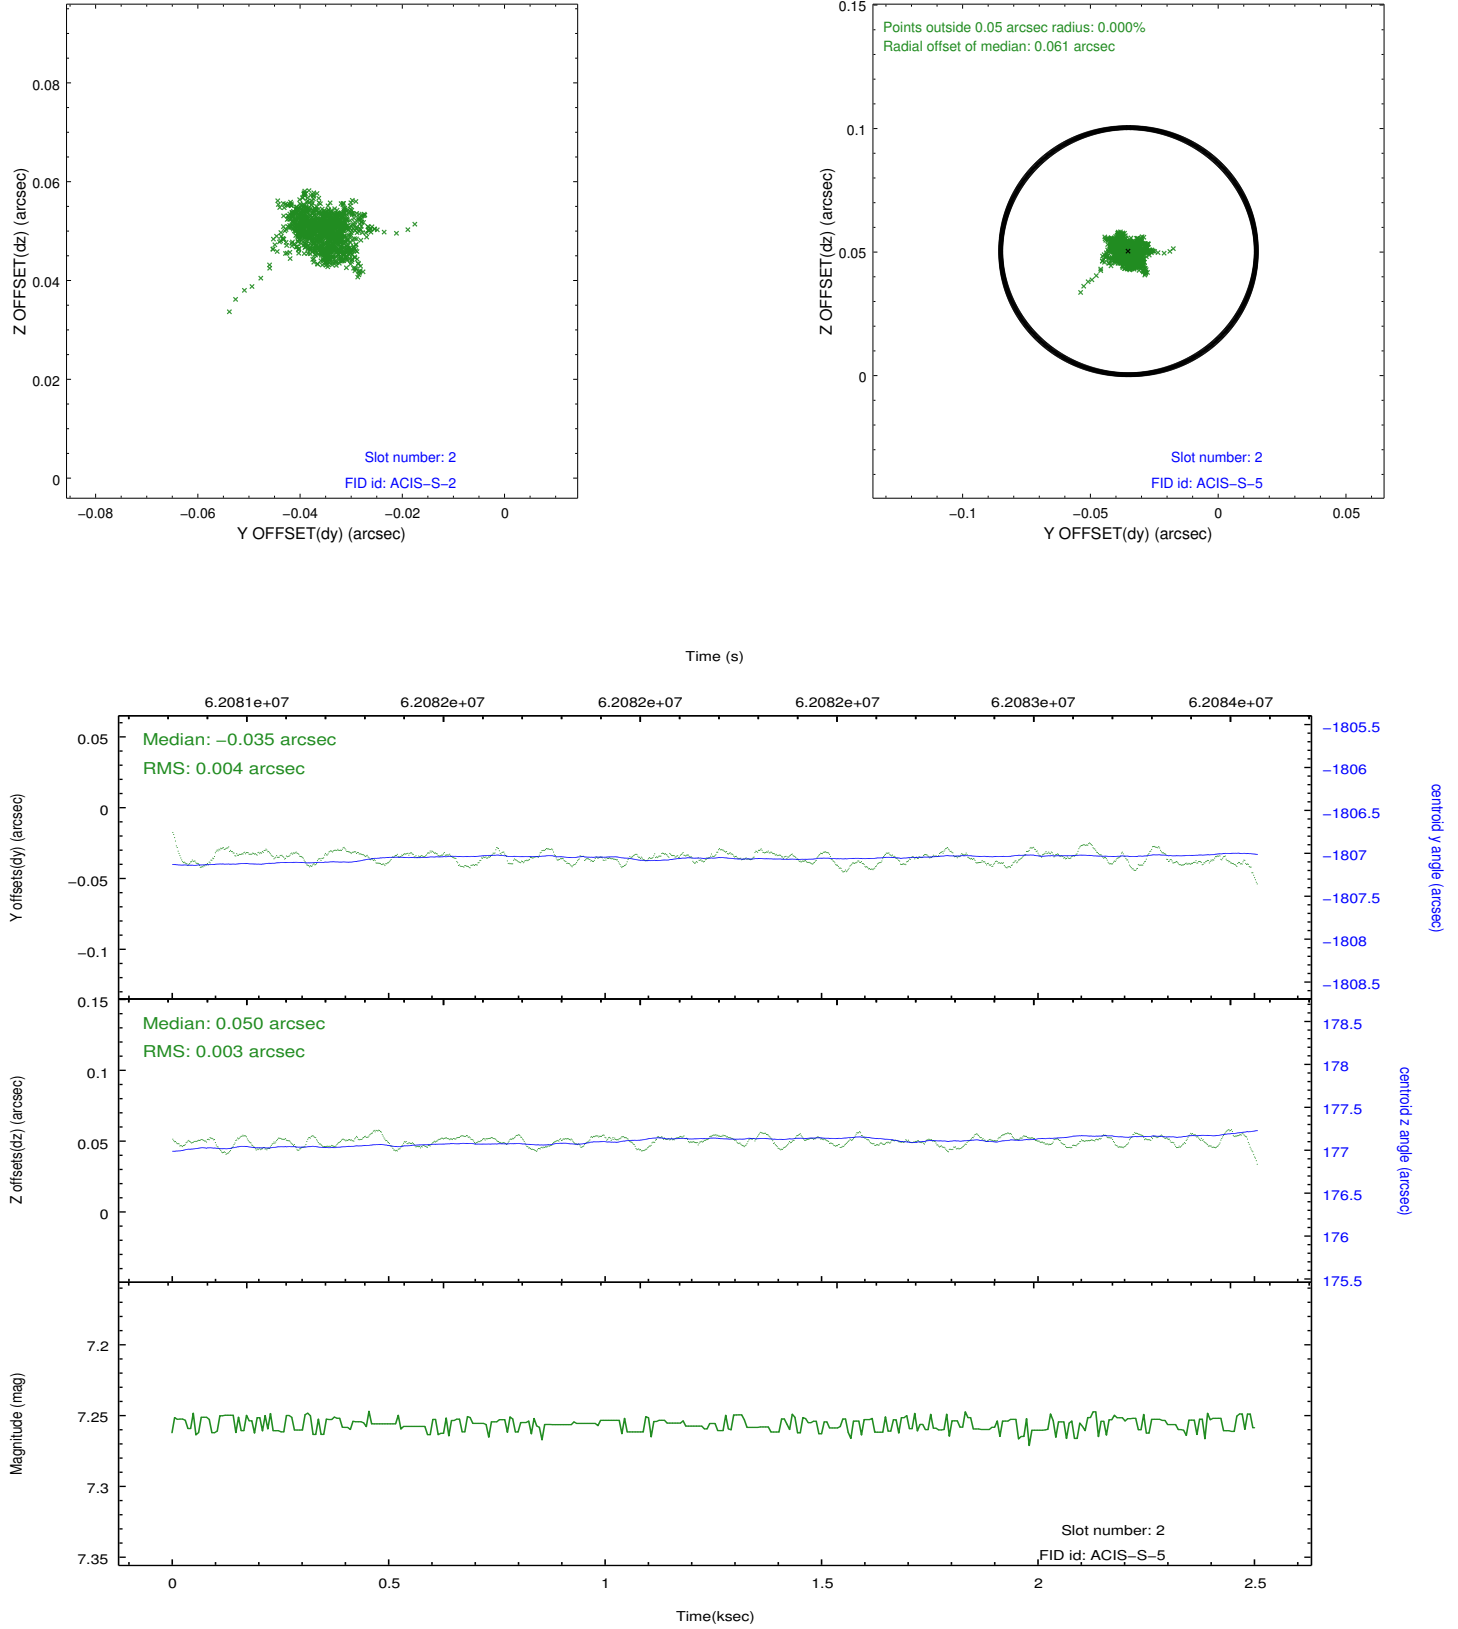 0.08
0.06
0.04
0.02
0
Z OFFSET(dz) (arcsec)
Slot number: 2
FID id: ACIS−S−2
−0.08
−0.06
−0.04
−0.02
0
Y OFFSET(dy) (arcsec)
0.15
0.1
0.05
0
Z OFFSET(dz) (arcsec)
Points outside 0.05 arcsec radius: 0.000%
Radial offset of median: 0.061 arcsec
Slot number: 2
FID id: ACIS−S−5
−0.1
−0.05
0
0.05
Y OFFSET(dy) (arcsec)
Time (s)
6.2081e+07
6.2082e+07
6.2082e+07
6.2082e+07
6.2083e+07
6.2084e+07
0.05
0
−0.05
−0.1
Y offsets(dy) (arcsec)
Median: −0.035 arcsec
RMS: 0.004 arcsec
−1805.5
−1806
−1806.5
−1807
−1807.5
−1808
−1808.5
centroid y angle (arcsec)
0.15
0.1
0.05
0
Z offsets(dz) (arcsec)
Median: 0.050 arcsec
RMS: 0.003 arcsec
178.5
178
177.5
177
176.5
176
175.5
centroid z angle (arcsec)
7.2
7.25
7.3
7.35
Magnitude (mag)
Slot number: 2
FID id: ACIS−S−5
0
0.5
1
1.5
2
2.5
Time(ksec)